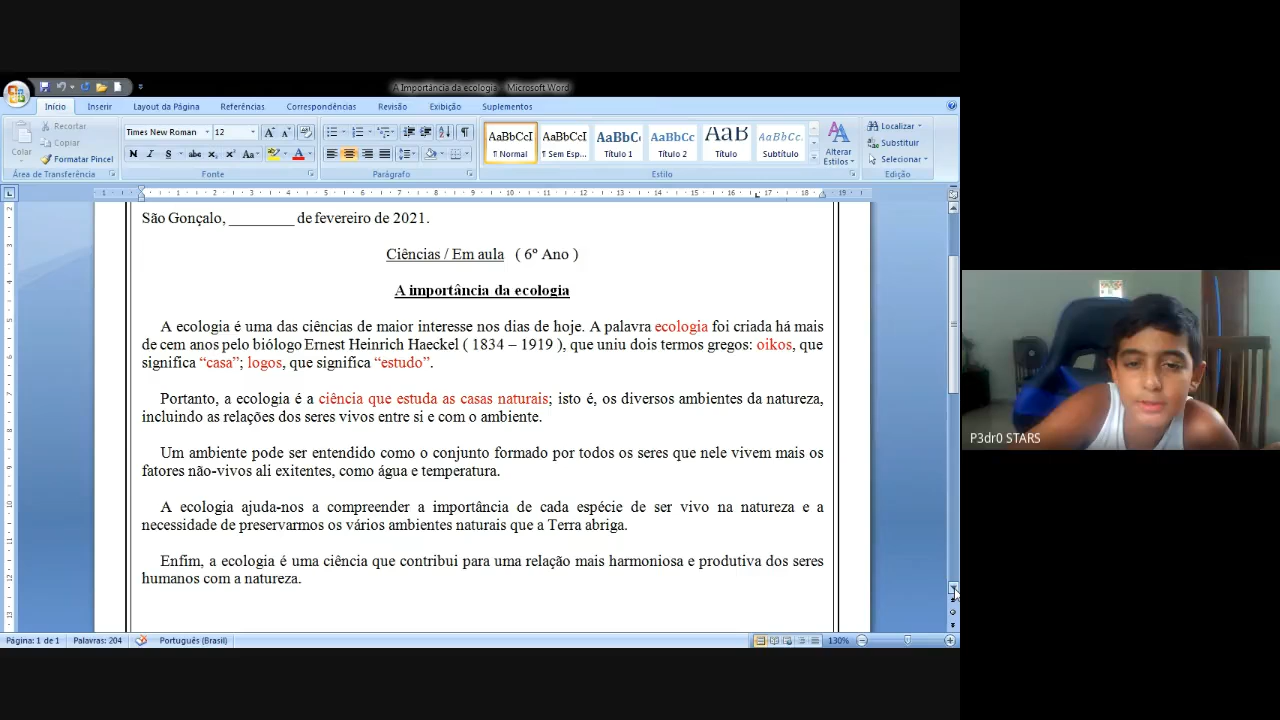 A Importância da ecologia - Microsoft Word
Início Inserir Layout da Página Referências Correspondências Revisão Exibição Suplementos
Colar
Recortar
Copiar
Formatar Pincel
Área de Transferência
Times New Roman 12
N I S abc x₂ x² Aa A
Fonte
Parágrafo
AaBbCcI AaBbCcI AaBbC AaBbCc AaB AaBbCc.
¶ Normal ¶ Sem Esp... Título 1 Título 2 Título Subtítulo
Alterar Estilos
Estilo
Localizar
Substituir
Selecionar
Edição
São Gonçalo, _________ de fevereiro de 2021.
Ciências / Em aula ( 6º Ano )
A importância da ecologia
A ecologia é uma das ciências de maior interesse nos dias de hoje. A palavra ecologia foi criada há mais
de cem anos pelo biólogo Ernest Heinrich Haeckel ( 1834 – 1919 ), que uniu dois termos gregos: oikos, que
significa “casa”; logos, que significa “estudo”.
Portanto, a ecologia é a ciência que estuda as casas naturais; isto é, os diversos ambientes da natureza,
incluindo as relações dos seres vivos entre si e com o ambiente.
Um ambiente pode ser entendido como o conjunto formado por todos os seres que nele vivem mais os
fatores não-vivos ali exitentes, como água e temperatura.
A ecologia ajuda-nos a compreender a importância de cada espécie de ser vivo na natureza e a
necessidade de preservarmos os vários ambientes naturais que a Terra abriga.
Enfim, a ecologia é uma ciência que contribui para uma relação mais harmoniosa e produtiva dos seres
humanos com a natureza.
Página: 1 de 1 Palavras: 204 Português (Brasil) 130%
P3dr0 STARS